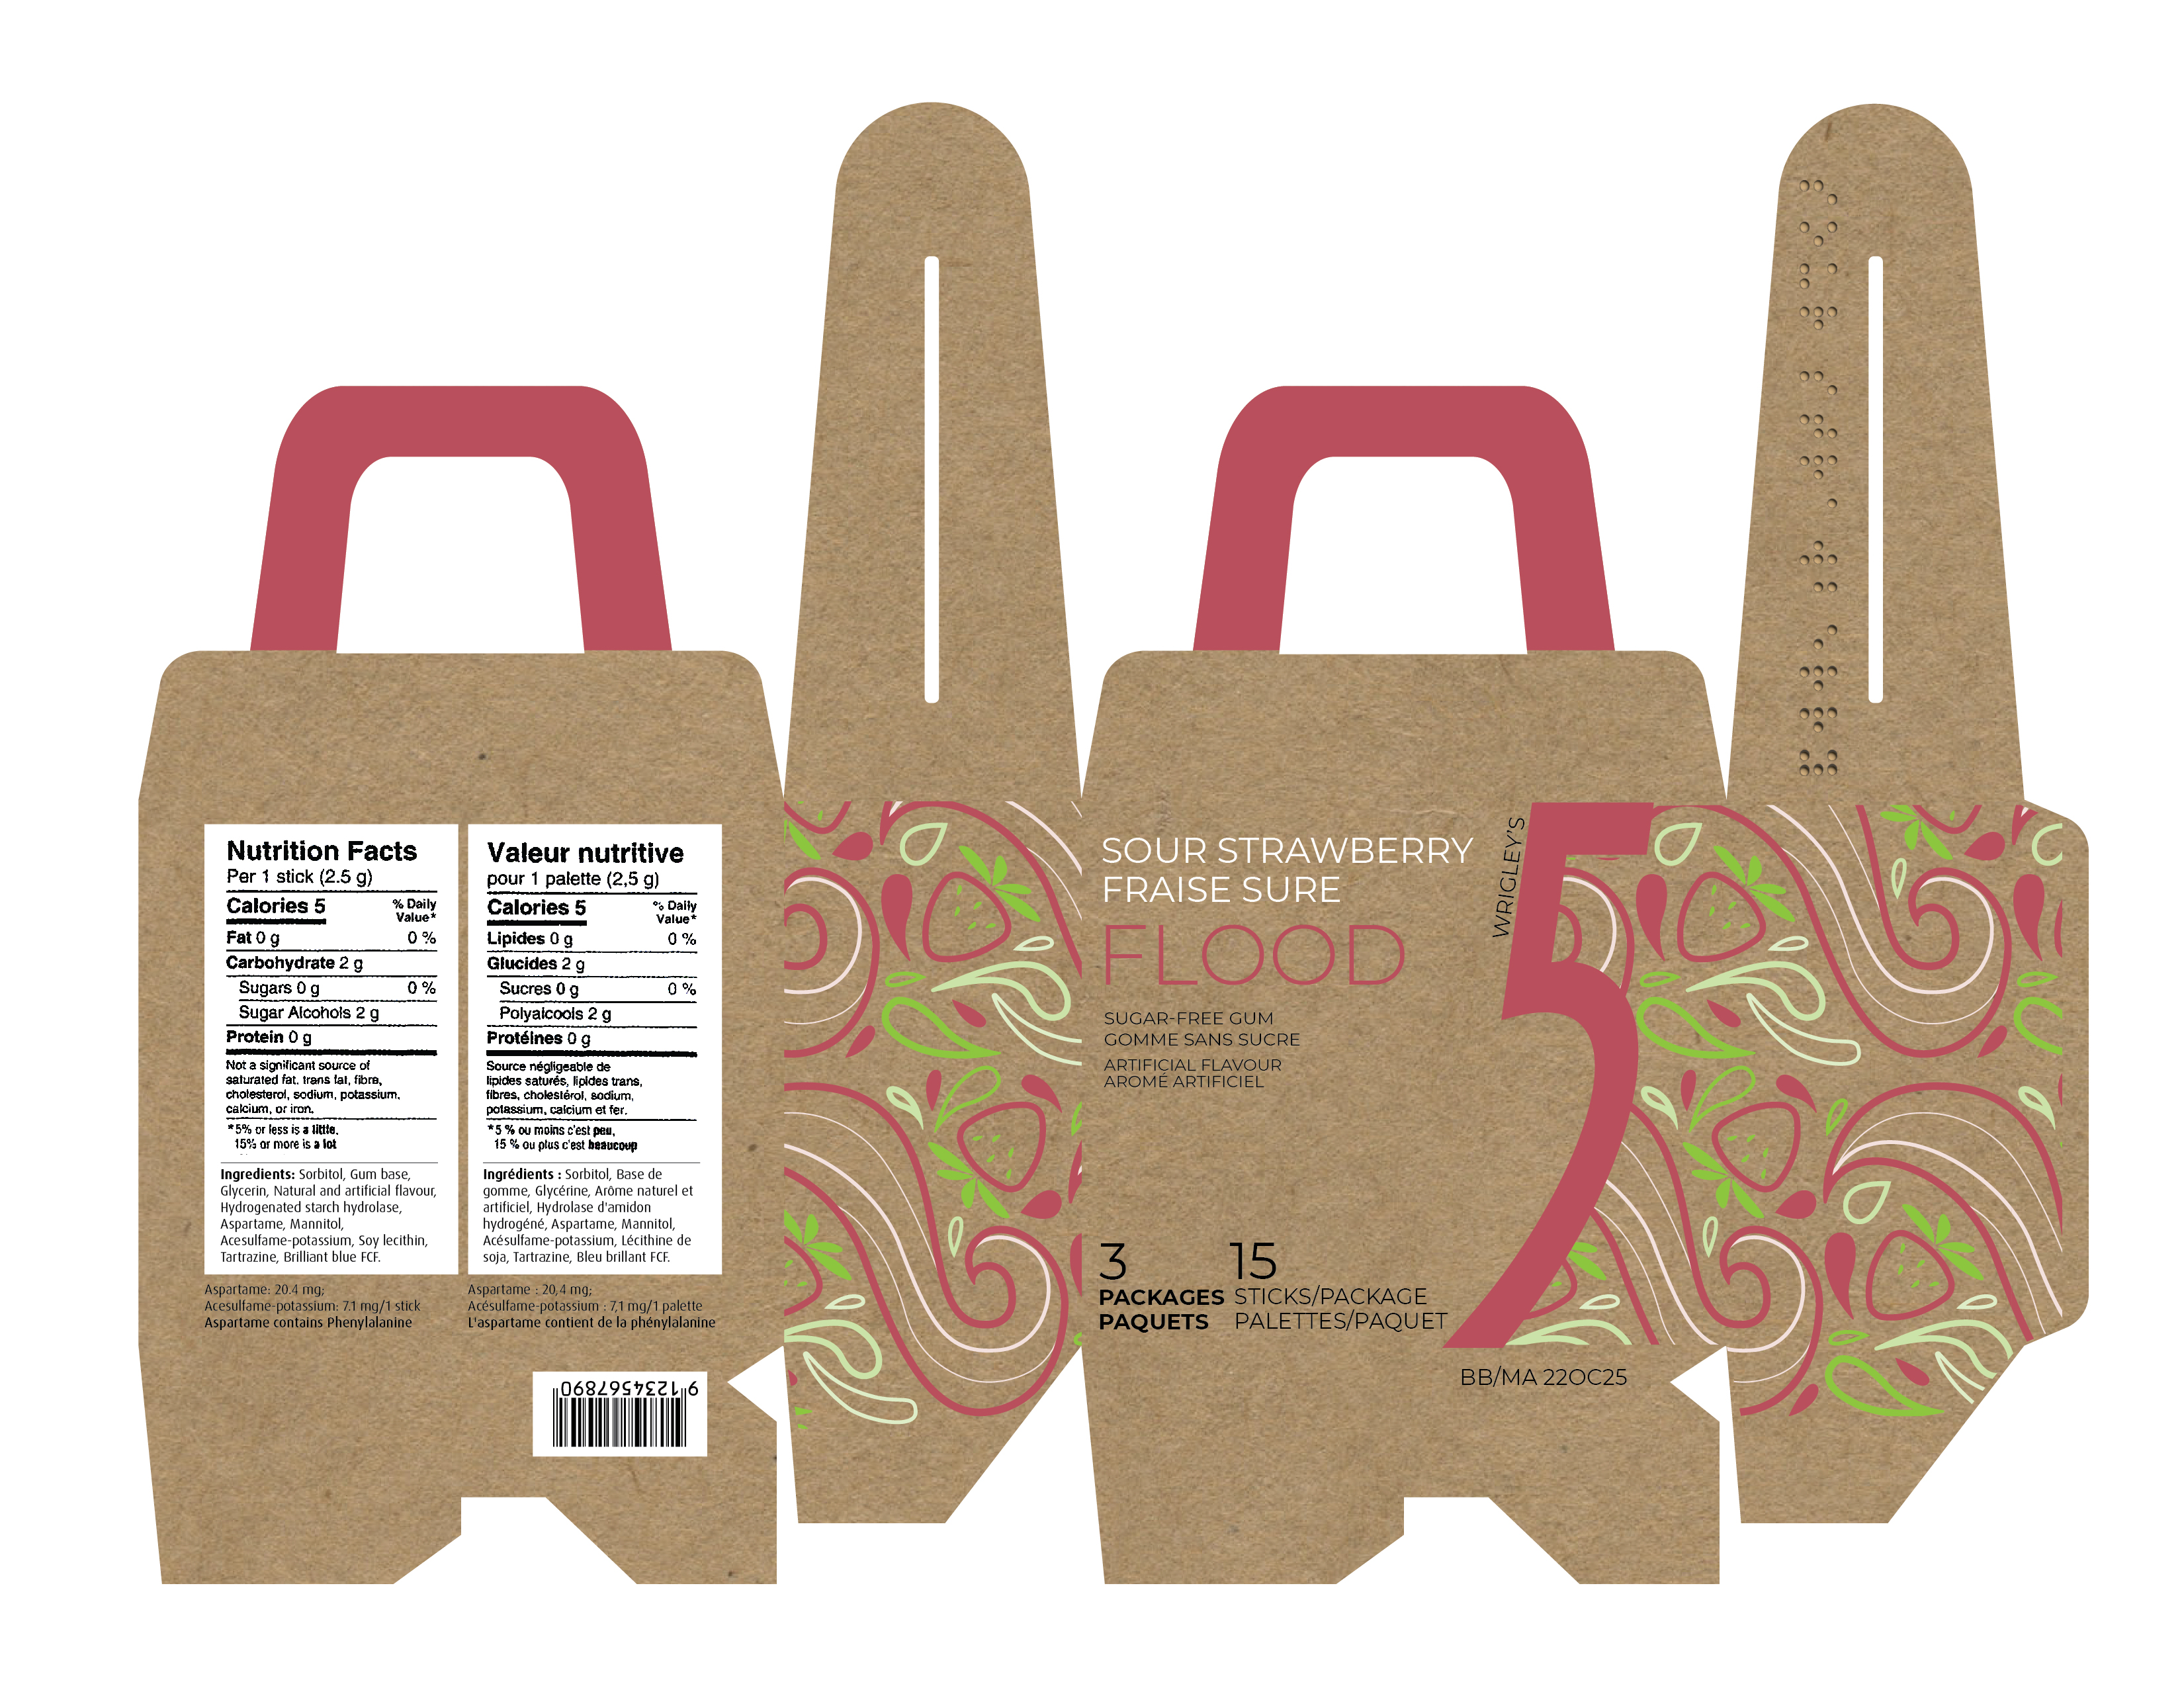 Nutrition Facts
Per 1 stick (2.5 g)
Calories 5
% Daily
Value*
Fat 0 g 0 %
Carbohydrate 2 g
Sugars 0 g 0 %
Sugar Alcohols 2 g
Protein 0 g
Not a significant source of
saturated fat, trans fat, fibre,
cholesterol, sodium, potassium,
calcium, or iron.
*5% or less is a little,
15% or more is a lot
Ingredients: Sorbitol, Gum base,
Glycerin, Natural and artificial flavour,
Hydrogenated starch hydrolase,
Aspartame, Mannitol,
Acesulfame-potassium, Soy lecithin,
Tartrazine, Brilliant blue FCF.
Aspartame: 20.4 mg;
Acesulfame-potassium: 7.1 mg/1 stick
Aspartame contains Phenylalanine
Valeur nutritive
pour 1 palette (2,5 g)
Calories 5
% Daily
Value*
Lipides 0 g 0 %
Glucides 2 g
Sucres 0 g 0 %
Polyalcools 2 g
Protéines 0 g
Source négligeable de
lipides saturés, lipides trans,
fibres, cholestérol, sodium,
potassium, calcium et fer.
*5 % ou moins c'est peu,
15 % ou plus c'est beaucoup
Ingrédients : Sorbitol, Base de
gomme, Glycérine, Arôme naturel et
artificiel, Hydrolase d'amidon
hydrogéné, Aspartame, Mannitol,
Acésulfame-potassium, Lécithine de
soja, Tartrazine, Bleu brillant FCF.
Aspartame : 20,4 mg;
Acésulfame-potassium : 7,1 mg/1 palette
L'aspartame contient de la phénylalanine
1234567890
SOUR STRAWBERRY
FRAISE SURE
FLOOD
SUGAR-FREE GUM
GOMME SANS SUCRE
ARTIFICIAL FLAVOUR
AROMÉ ARTIFICIEL
WRIGLEY'S
5
3
PACKAGES
PAQUETS
15
STICKS/PACKAGE
PALETTES/PAQUET
BB/MA 22OC25
⠎⠕⠥⠗ ⠎⠞⠗⠁⠺⠃⠑⠗⠗⠽